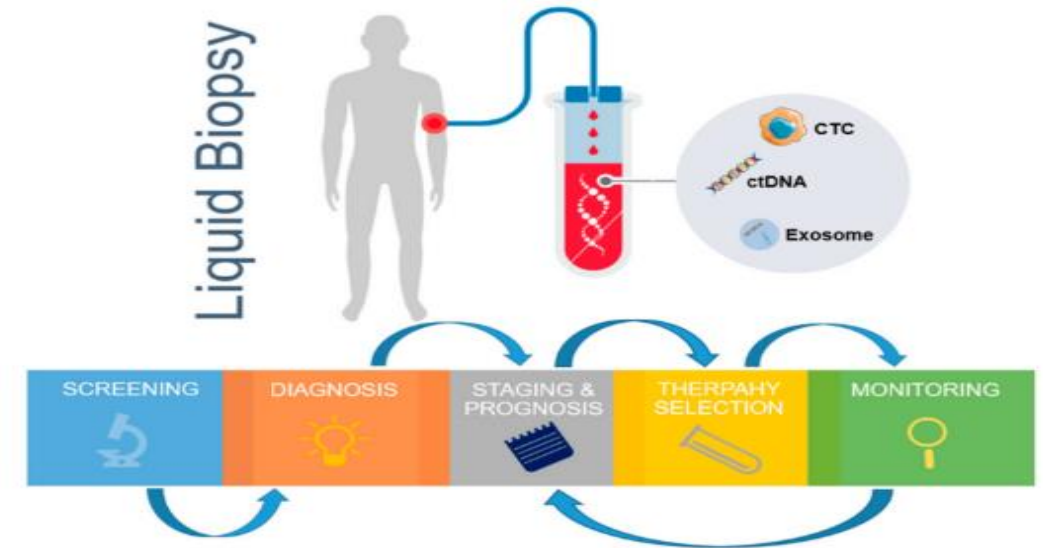 Liquid Biopsy
CTC
ctDNA
Exosome
SCREENING
DIAGNOSIS
STAGING &
PROGNOSIS
THERPAHY
SELECTION
MONITORING